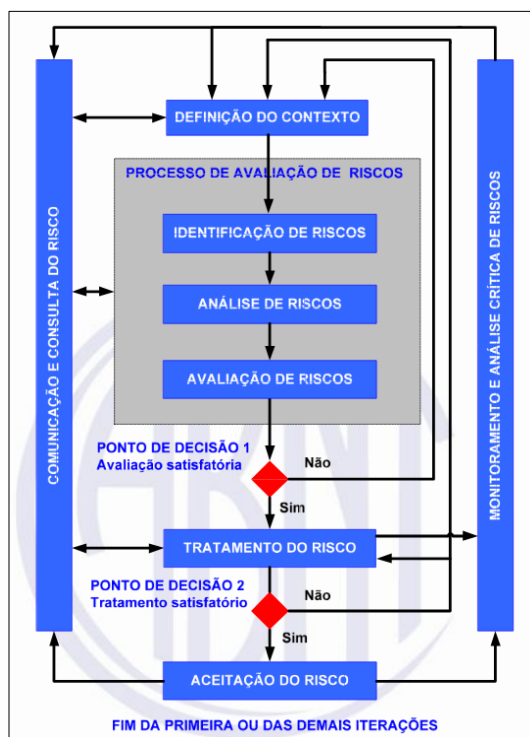 DEFINIÇÃO DO CONTEXTO
PROCESSO DE AVALIAÇÃO DE RISCOS
IDENTIFICAÇÃO DE RISCOS
ANÁLISE DE RISCOS
AVALIAÇÃO DE RISCOS
COMUNICAÇÃO E CONSULTA DO RISCO
MONITORAMENTO E ANÁLISE CRÍTICA DE RISCOS
PONTO DE DECISÃO 1
Avaliação satisfatória
Não
Sim
TRATAMENTO DO RISCO
PONTO DE DECISÃO 2
Tratamento satisfatório
Não
Sim
ACEITAÇÃO DO RISCO
FIM DA PRIMEIRA OU DAS DEMAIS ITERAÇÕES
ABNT